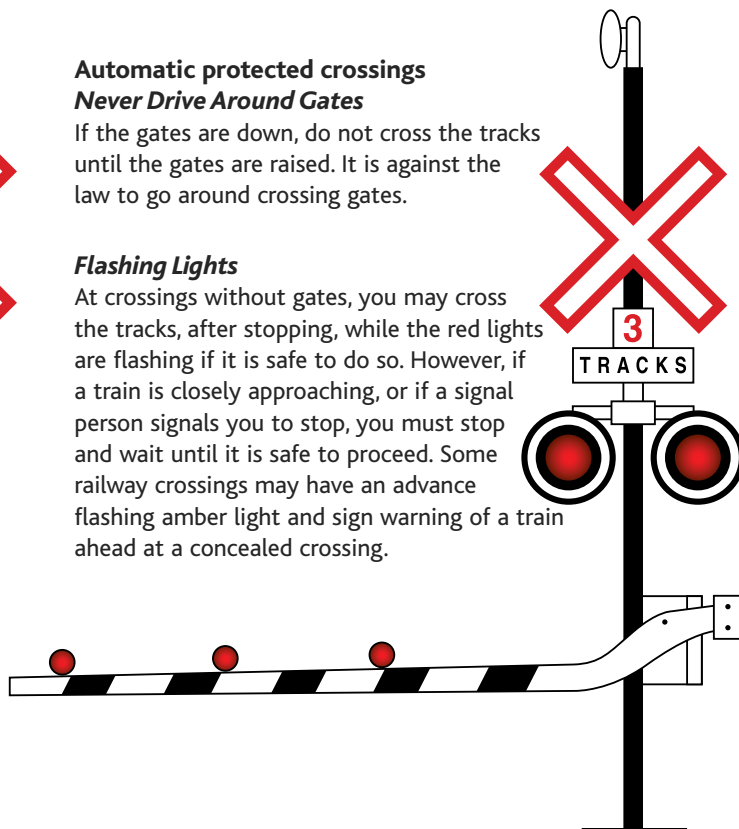 Automatic protected crossings
Never Drive Around Gates
If the gates are down, do not cross the tracks
until the gates are raised. It is against the
law to go around crossing gates.
Flashing Lights
At crossings without gates, you may cross
the tracks, after stopping, while the red lights
are flashing if it is safe to do so. However, if
a train is closely approaching, or if a signal
person signals you to stop, you must stop
and wait until it is safe to proceed. Some
railway crossings may have an advance
flashing amber light and sign warning of a train
ahead at a concealed crossing.
3
TRACKS